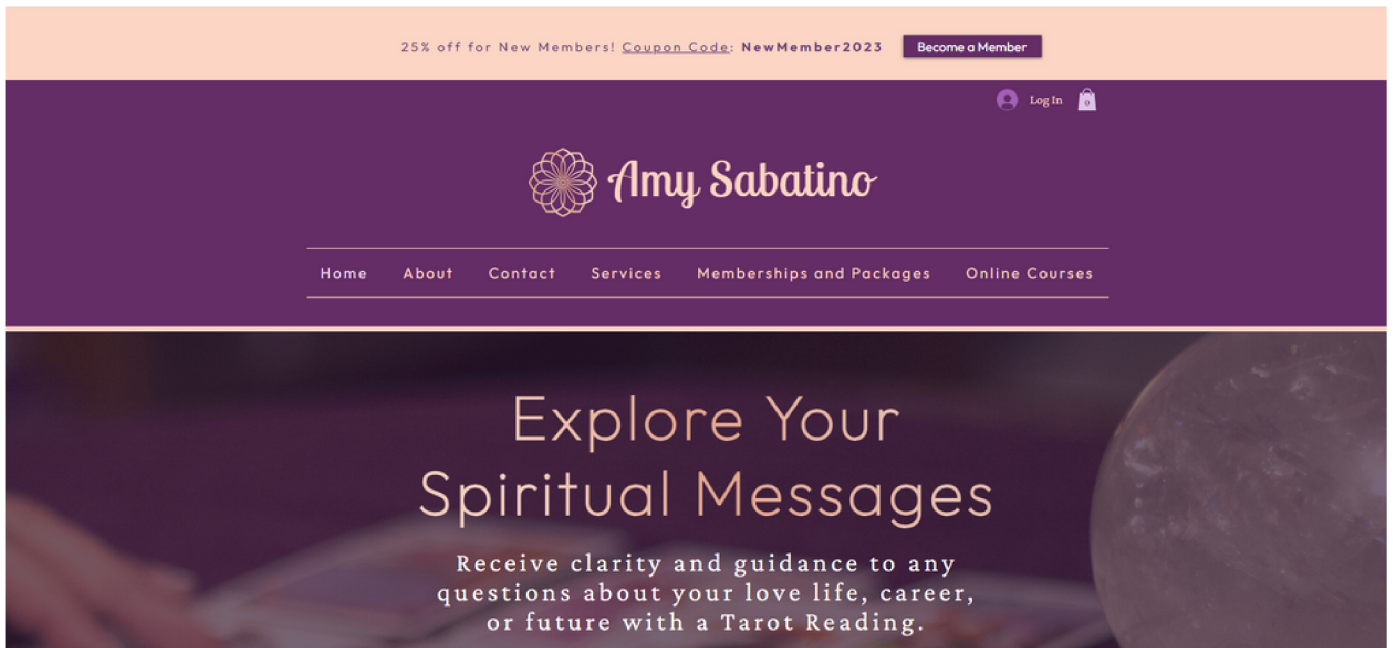 25% off for New Members! Coupon Code: NewMember2023 Become a Member
Log In 0
Amy Sabatino
Home About Contact Services Memberships and Packages Online Courses
Explore Your
Spiritual Messages
Receive clarity and guidance to any
questions about your love life, career,
or future with a Tarot Reading.